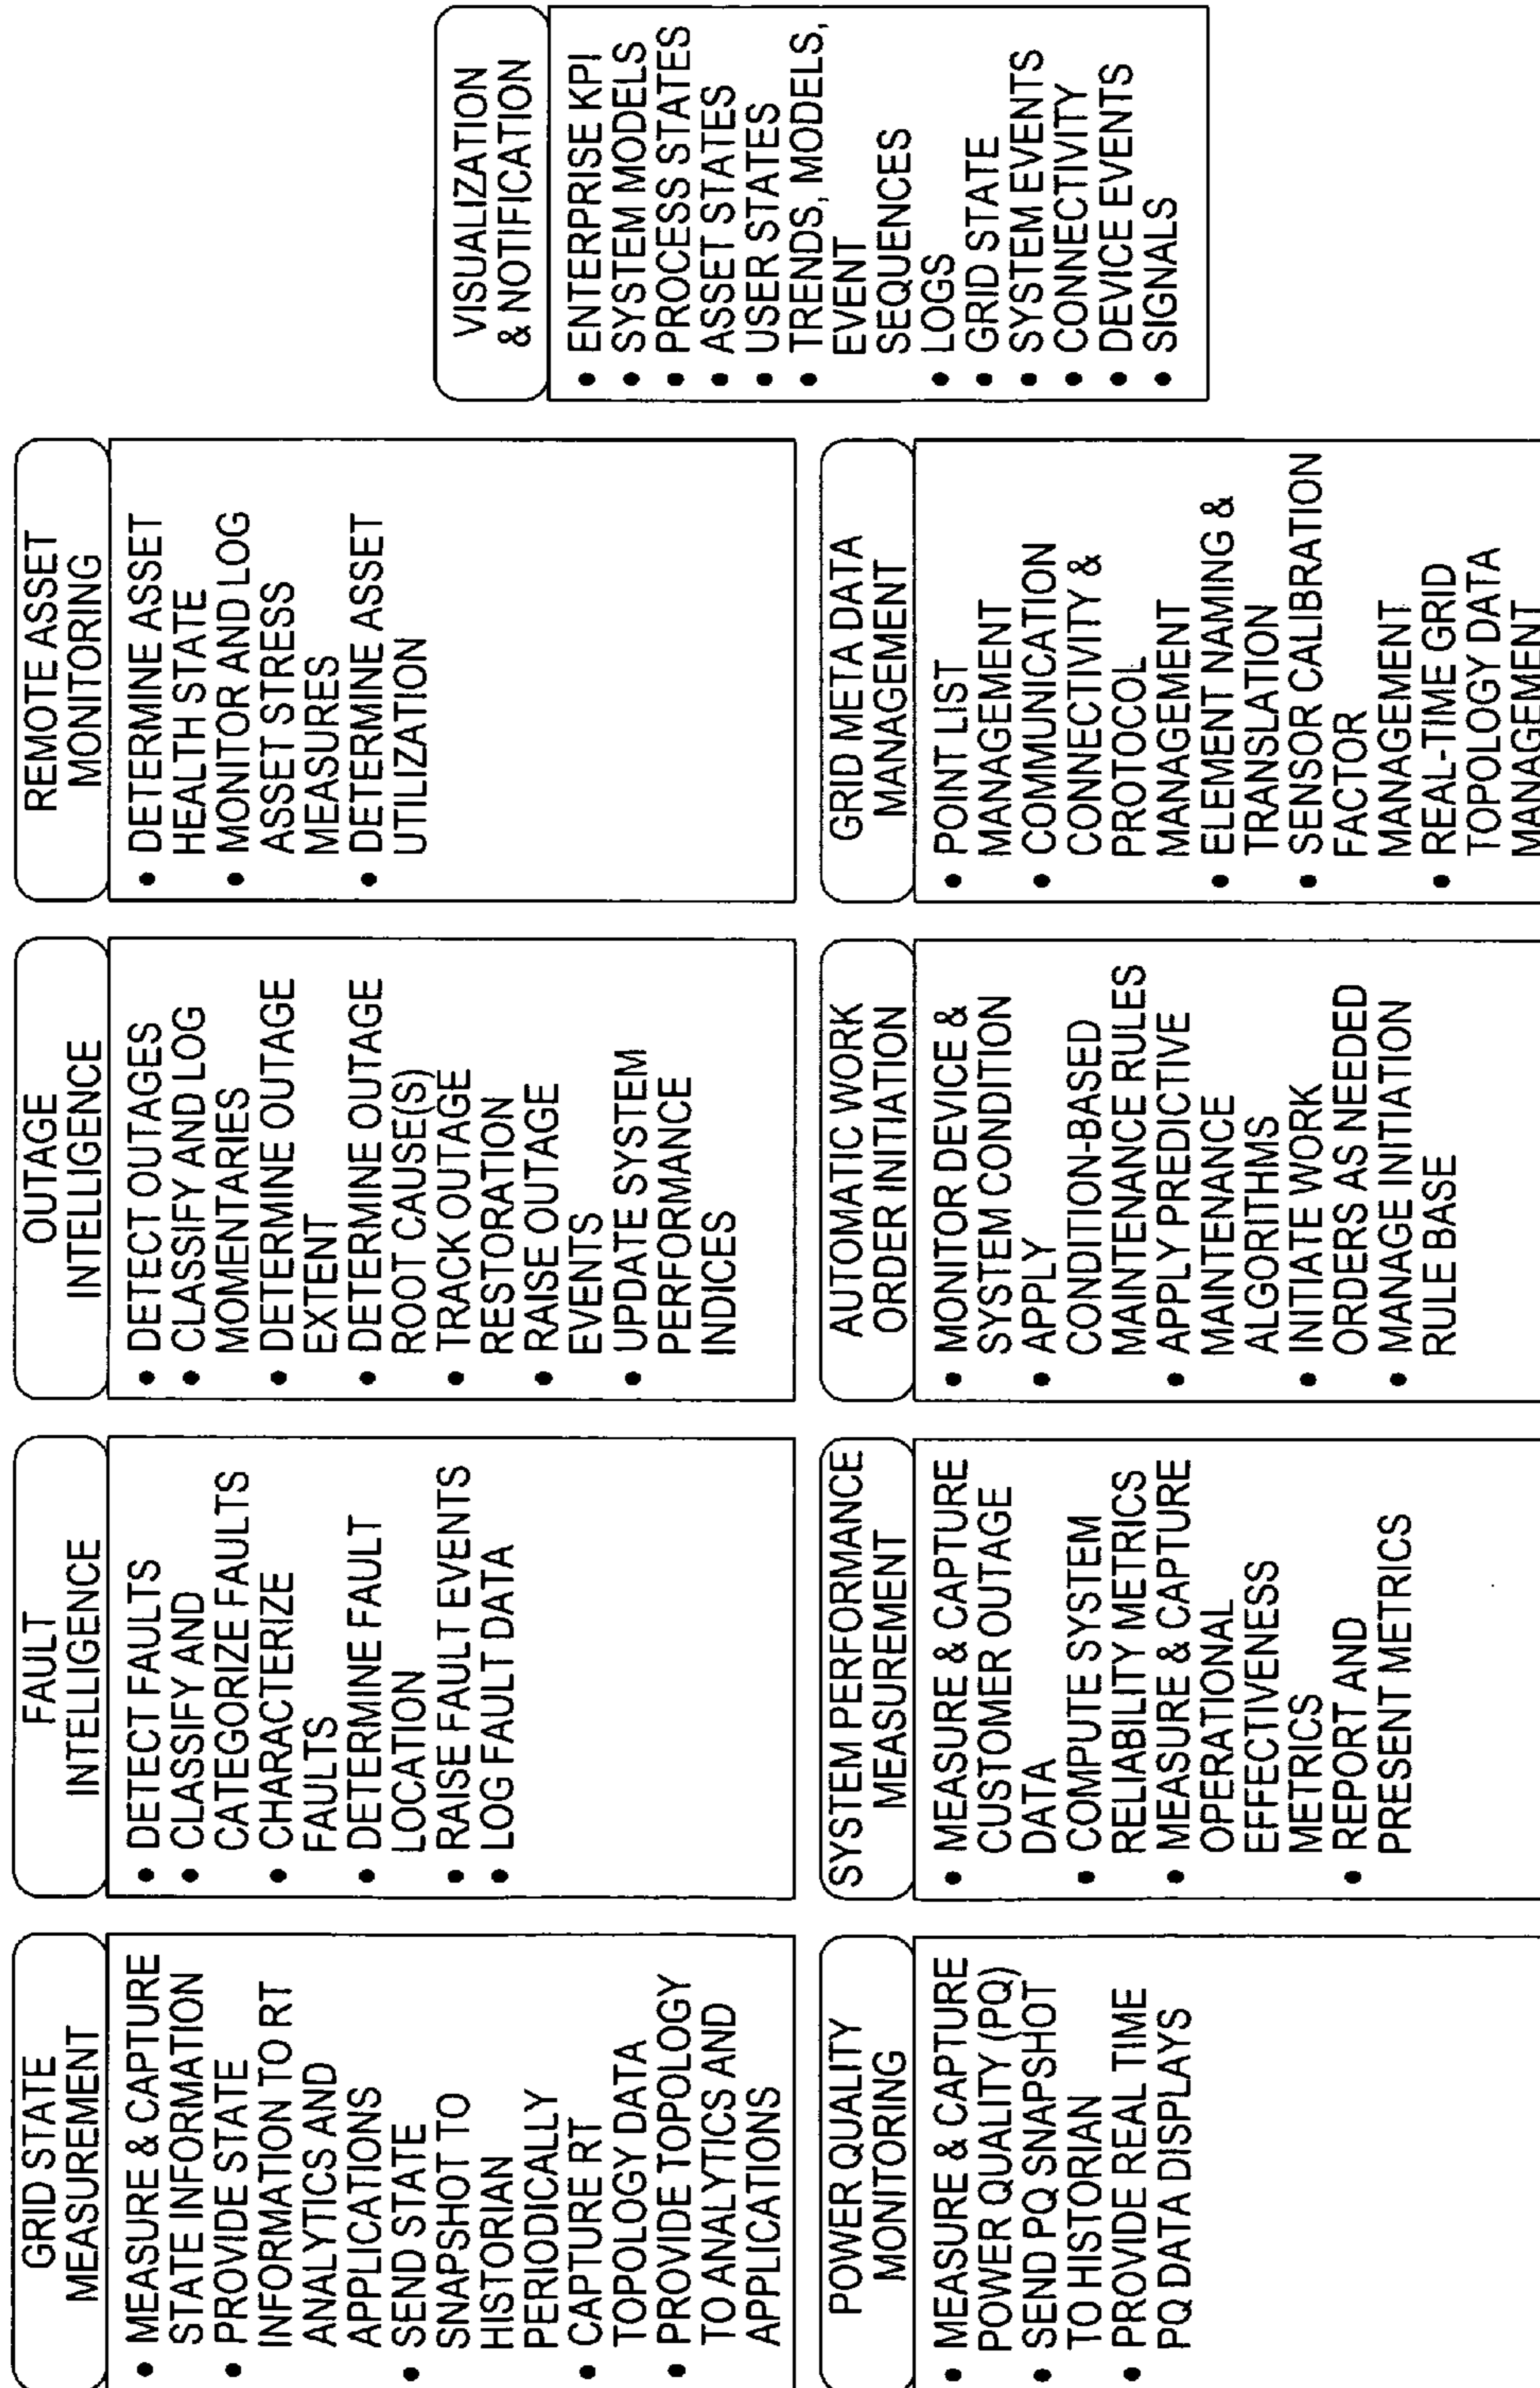 GRID STATE
MEASUREMENT
• MEASURE & CAPTURE
STATE INFORMATION
• PROVIDE STATE
INFORMATION TO RT
ANALYTICS AND
APPLICATIONS
• SEND STATE
SNAPSHOT TO
HISTORIAN
PERIODICALLY
• CAPTURE RT
TOPOLOGY DATA
• PROVIDE TOPOLOGY
TO ANALYTICS AND
APPLICATIONS
FAULT
INTELLIGENCE
• DETECT FAULTS
• CLASSIFY AND
CATEGORIZE FAULTS
• CHARACTERIZE
FAULTS
• DETERMINE FAULT
LOCATION
• RAISE FAULT EVENTS
• LOG FAULT DATA
OUTAGE
INTELLIGENCE
• DETECT OUTAGES
• CLASSIFY AND LOG
MOMENTARIES
• DETERMINE OUTAGE
EXTENT
• DETERMINE OUTAGE
ROOT CAUSE(S)
• TRACK OUTAGE
RESTORATION
• RAISE OUTAGE
EVENTS
• UPDATE SYSTEM
PERFORMANCE
INDICES
REMOTE ASSET
MONITORING
• DETERMINE ASSET
HEALTH STATE
• MONITOR AND LOG
ASSET STRESS
MEASURES
• DETERMINE ASSET
UTILIZATION
POWER QUALITY
MONITORING
• MEASURE & CAPTURE
POWER QUALITY (PQ)
• SEND PQ SNAPSHOT
TO HISTORIAN
• PROVIDE REAL TIME
PQ DATA DISPLAYS
SYSTEM PERFORMANCE
MEASUREMENT
• MEASURE & CAPTURE
CUSTOMER OUTAGE
DATA
• COMPUTE SYSTEM
RELIABILITY METRICS
• MEASURE & CAPTURE
OPERATIONAL
EFFECTIVENESS
METRICS
• REPORT AND
PRESENT METRICS
AUTOMATIC WORK
ORDER INITIATION
• MONITOR DEVICE &
SYSTEM CONDITION
• APPLY
CONDITION-BASED
MAINTENANCE RULES
• APPLY PREDICTIVE
MAINTENANCE
ALGORITHMS
• INITIATE WORK
ORDERS AS NEEDED
• MANAGE INITIATION
RULE BASE
GRID META DATA
MANAGEMENT
• POINT LIST
MANAGEMENT
• COMMUNICATION
CONNECTIVITY &
PROTOCOL
MANAGEMENT
• ELEMENT NAMING &
TRANSLATION
• SENSOR CALIBRATION
FACTOR
MANAGEMENT
• REAL-TIME GRID
TOPOLOGY DATA
MANAGEMENT
VISUALIZATION
& NOTIFICATION
• ENTERPRISE KPI
• SYSTEM MODELS
• PROCESS STATES
• ASSET STATES
• USER STATES
• TRENDS, MODELS,
EVENT
SEQUENCES
• LOGS
• GRID STATE
• SYSTEM EVENTS
• CONNECTIVITY
• DEVICE EVENTS
• SIGNALS